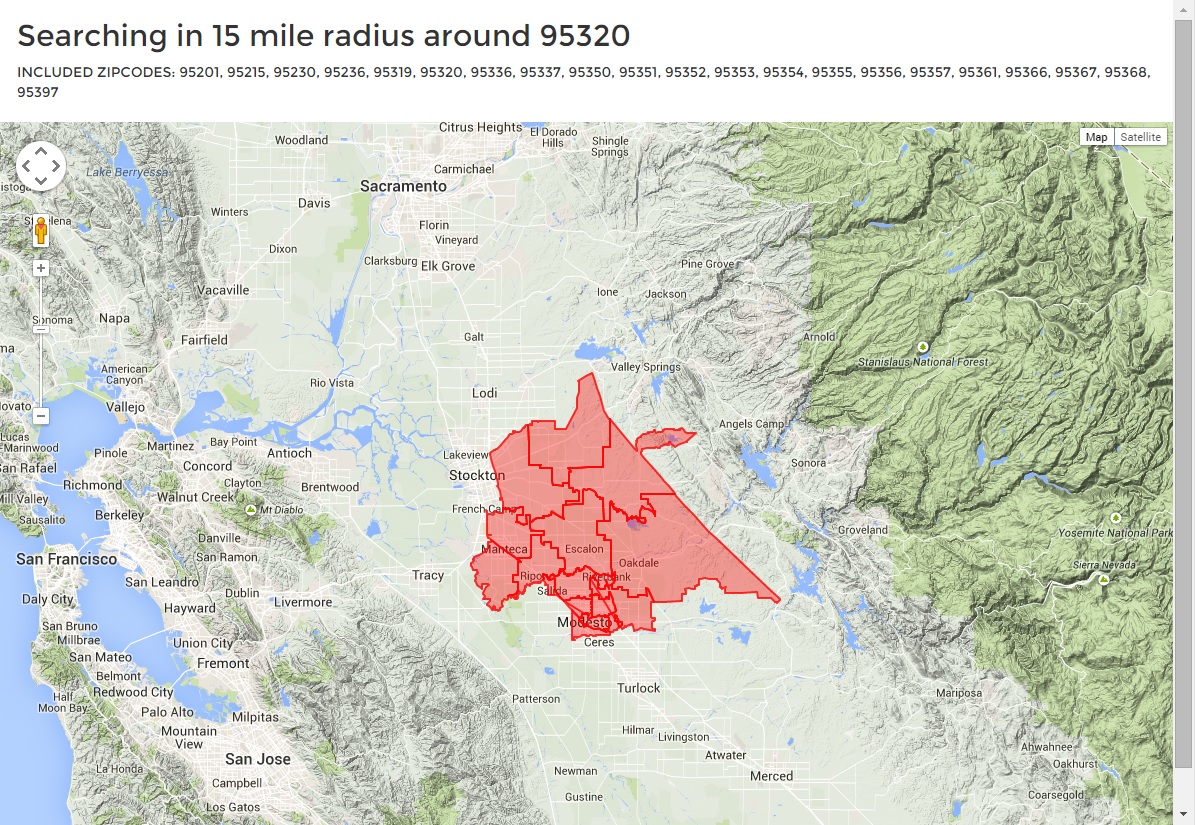 Searching in 15 mile radius around 95320
INCLUDED ZIPCODES: 95201, 95215, 95230, 95236, 95319, 95320, 95336, 95337, 95350, 95351, 95352, 95353, 95354, 95355, 95356, 95357, 95361, 95366, 95367, 95368,
95397
Map Satellite
Citrus Heights
El Dorado
Hills
Shingle
Springs
Woodland
Carmichael
Lake Berryessa
Sacramento
Davis
Winters
Florin
Vineyard
Dixon
Clarksburg
Elk Grove
Pine Grove
Vacaville
Ione
Jackson
Sonoma
Napa
Fairfield
Galt
Arnold
Stanislaus National Forest
American
Canyon
Valley Springs
Rio Vista
Lodi
Vallejo
Angels Camp
Martinez
Bay Point
Pinole
Antioch
Lakeview
Concord
Sonoma
Richmond
Clayton
Stockton
Brentwood
Walnut Creek
Mill Valley
Mt Diablo
French Camp
Berkeley
Sausalito
Groveland
Yosemite National Park
Danville
Manteca
Escalon
San Francisco
San Ramon
Oakdale
Sierra Nevada
Tracy
San Leandro
Riverbank
Dublin
Salida
Daly City
Hayward
Livermore
San Bruno
Modesto
Millbrae
Union City
Ceres
San Mateo
Fremont
Belmont
Turlock
Redwood City
Half
Moon Bay
Patterson
Mariposa
Palo Alto
Milpitas
Mountain
View
Hilmar
Livingston
San Jose
Atwater
Ahwahnee
La Honda
Newman
Merced
Oakhurst
Campbell
Gustine
Coarsegold
Los Gatos